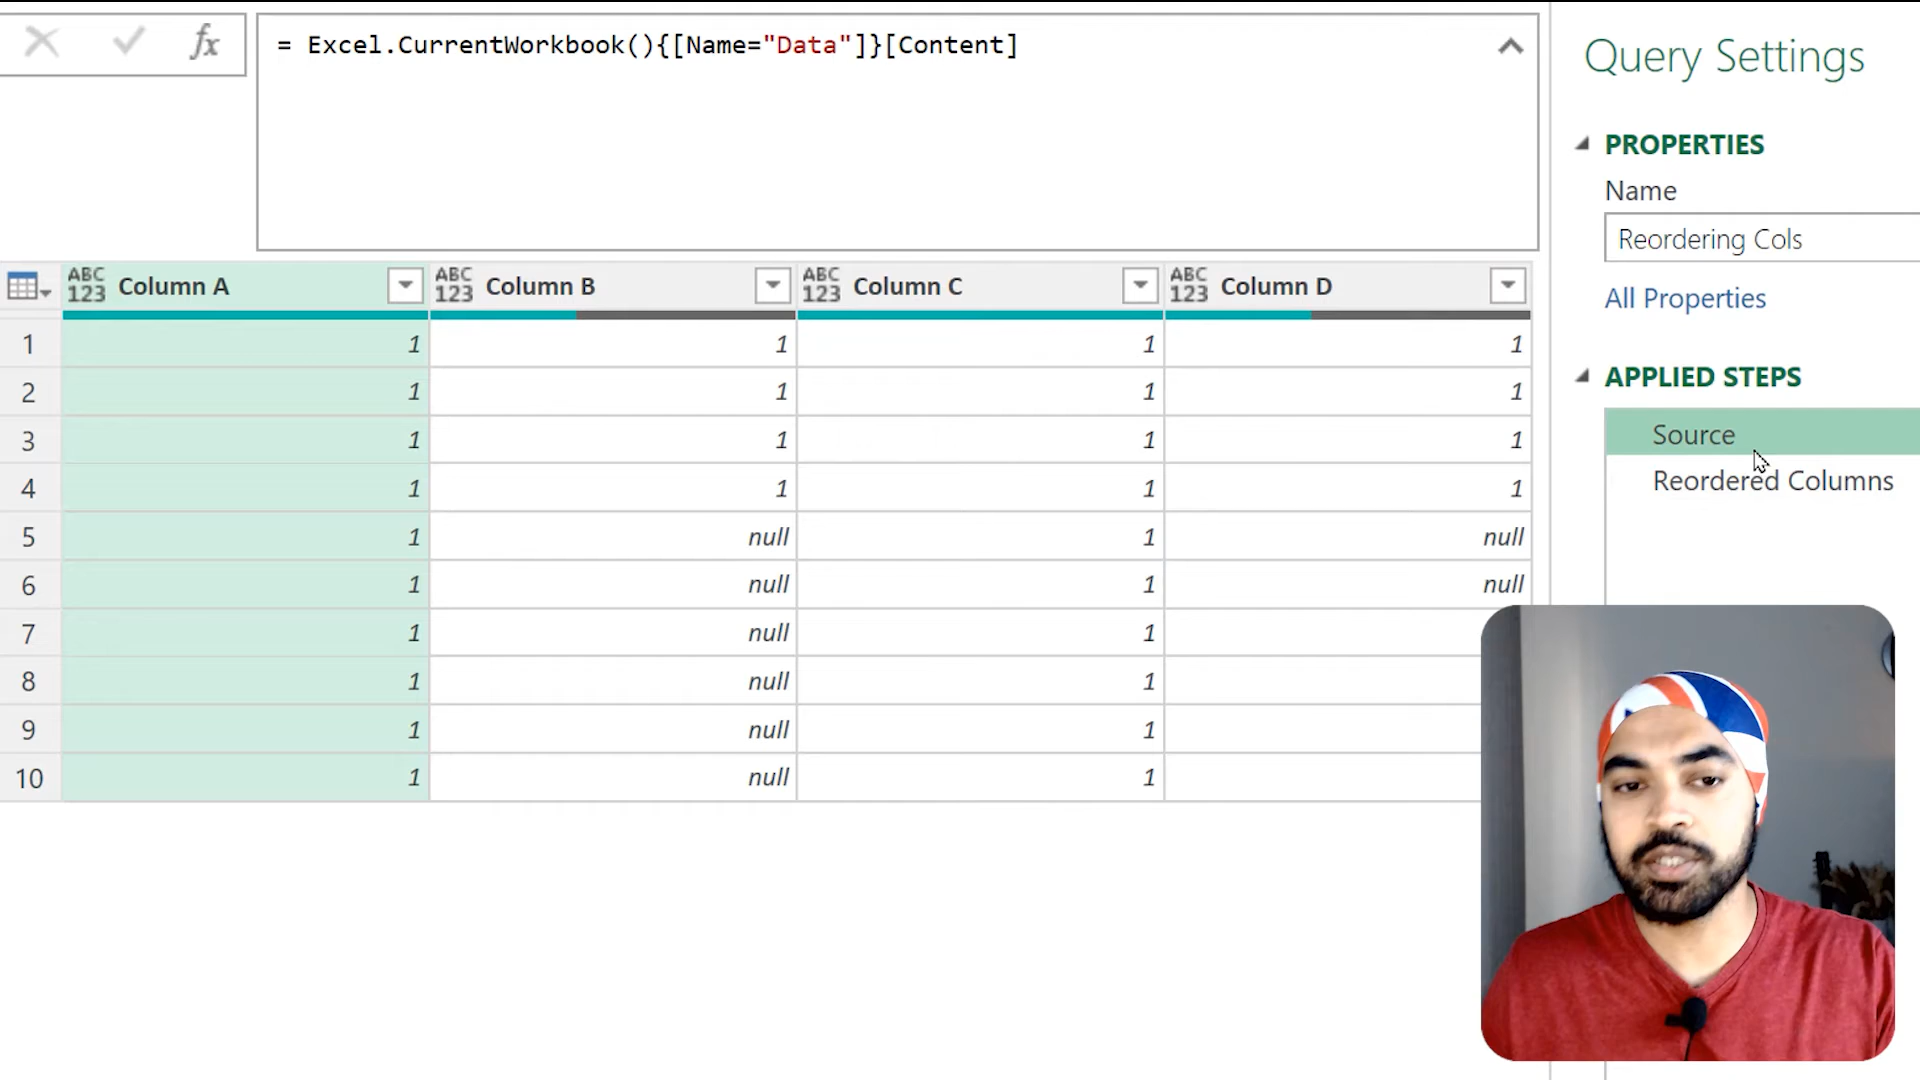 fx
= Excel.CurrentWorkbook(){[Name="Data"]}[Content]
Query Settings
PROPERTIES
Name
Reordering Cols
All Properties
APPLIED STEPS
Source
Reordered Columns
ABC 123 Column A ABC 123 Column B ABC 123 Column C ABC 123 Column D
1 1 1 1 1
2 1 1 1 1
3 1 1 1 1
4 1 1 1 1
5 1 null 1 null
6 1 null 1 null
7 1 null 1
8 1 null 1
9 1 null 1
10 1 null 1